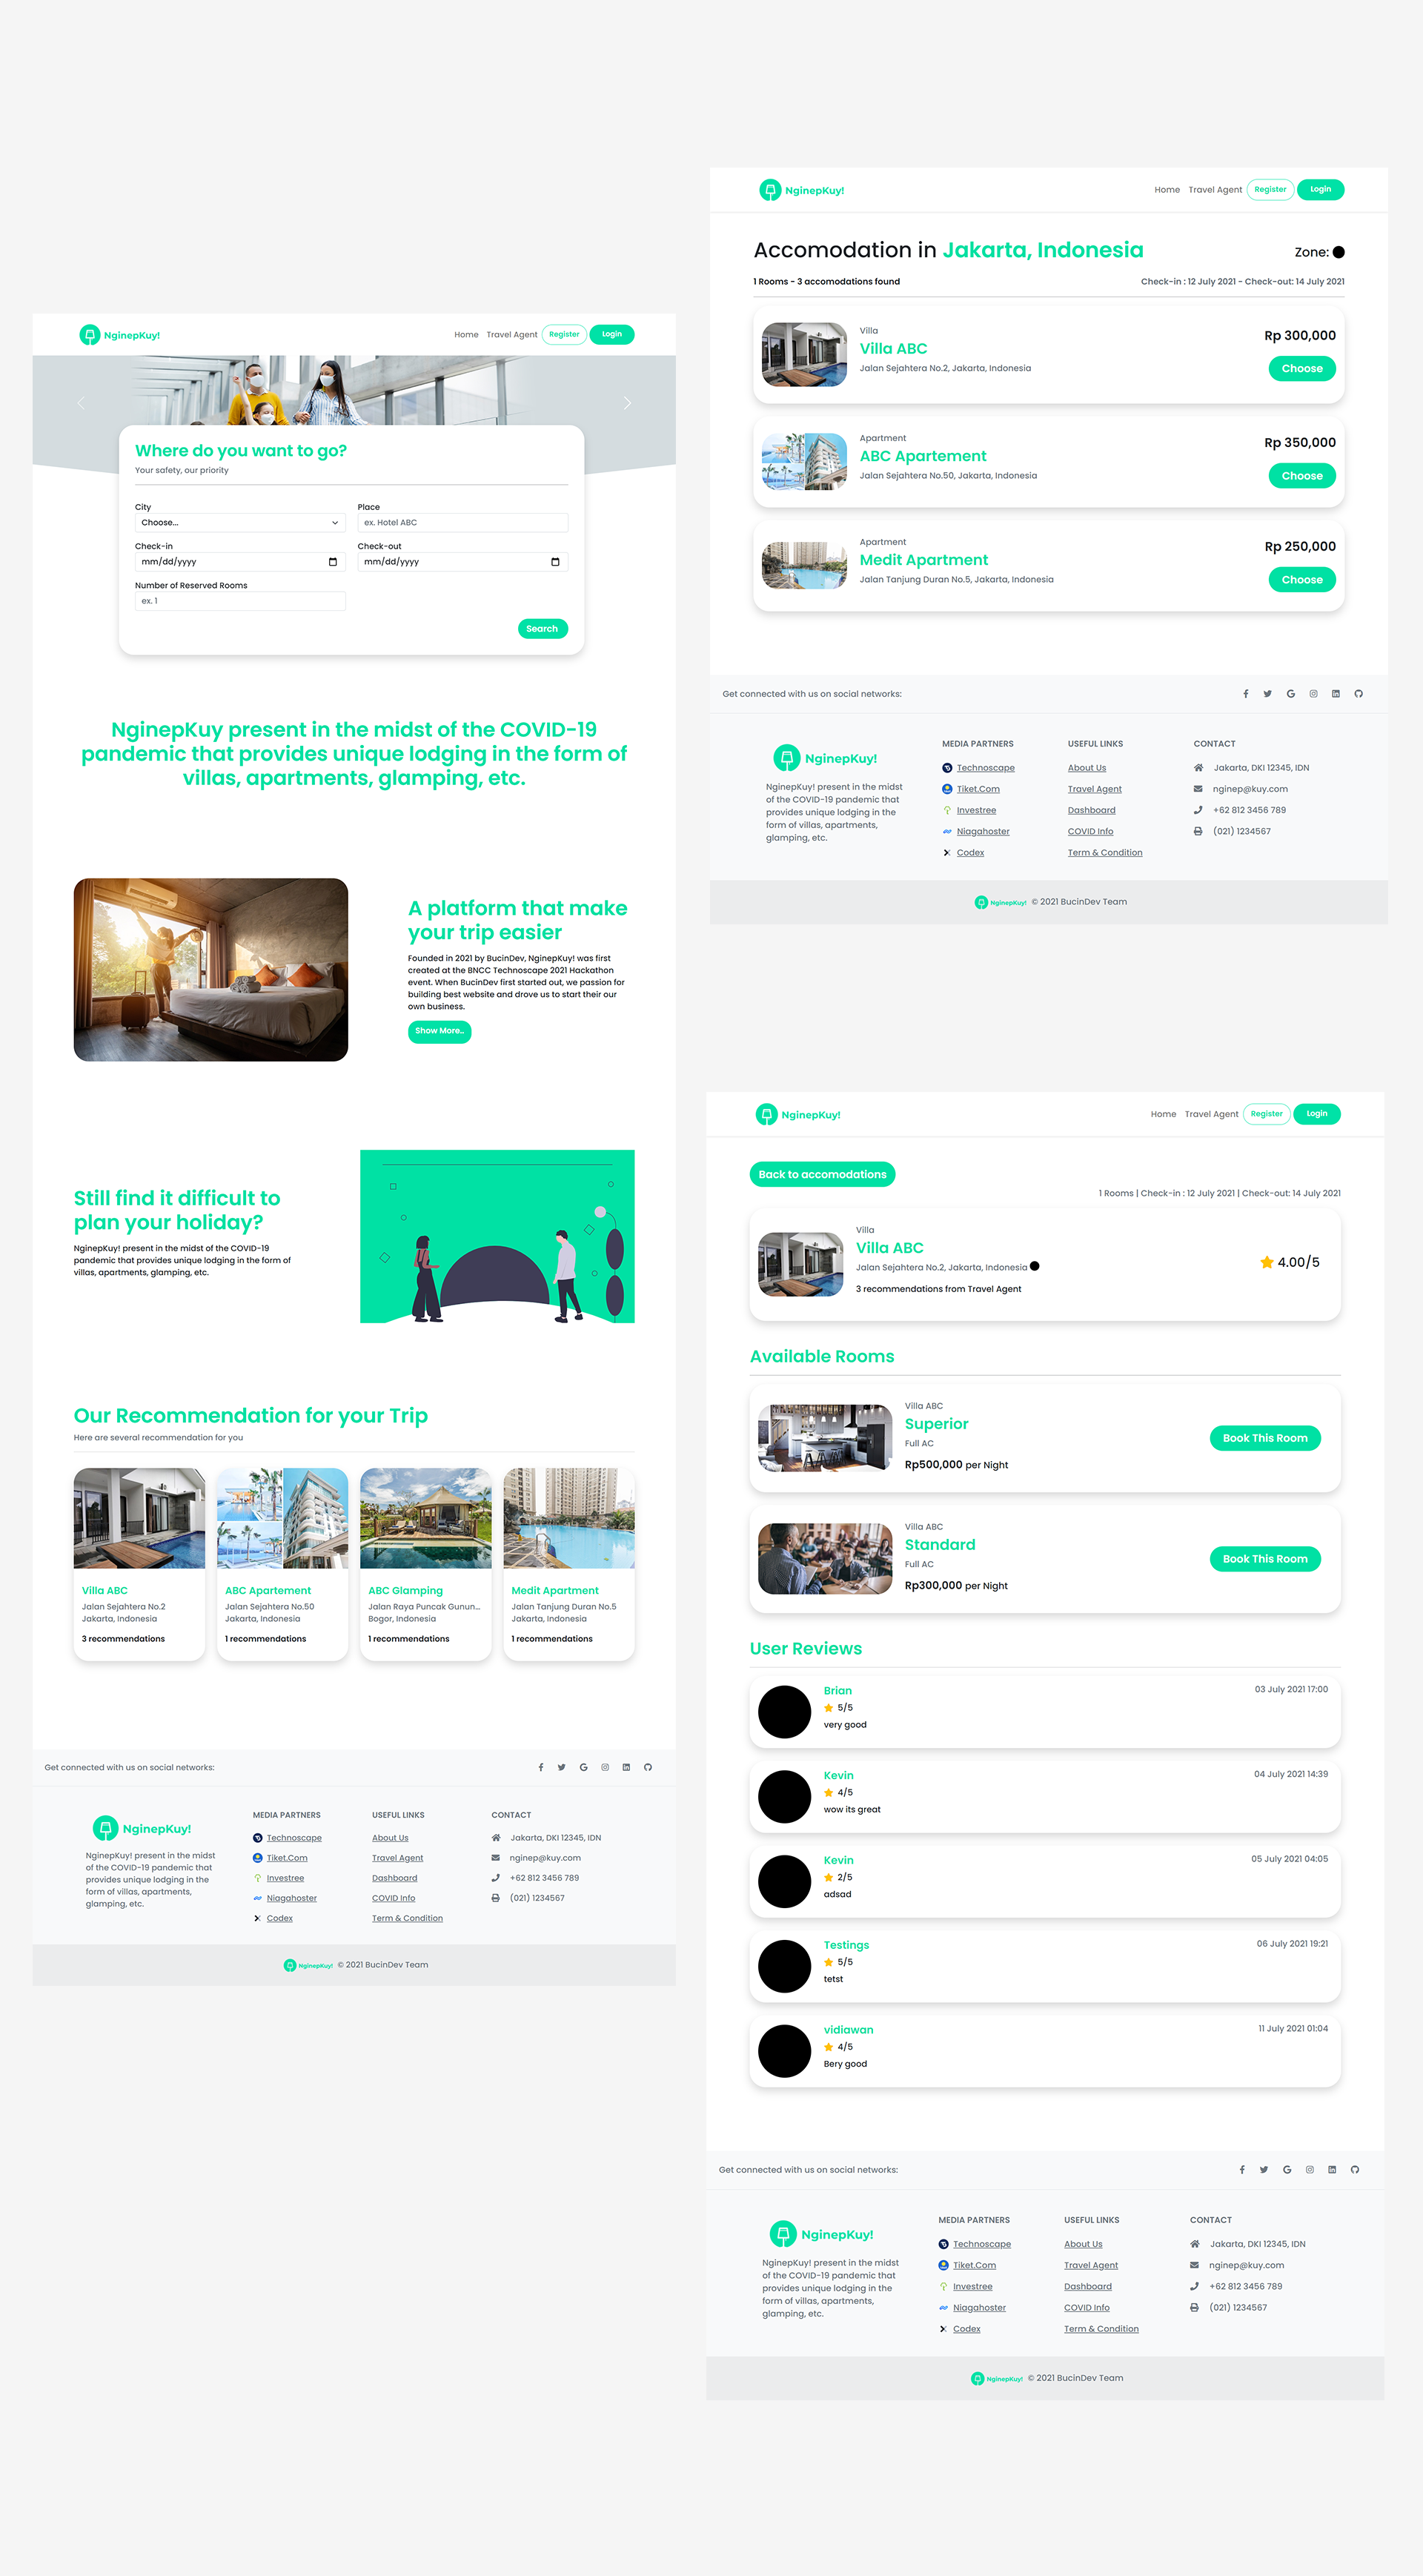 NginepKuy!
Home Travel Agent Register Login
Where do you want to go?
Your safety, our priority
City Place
Choose... ex. Hotel ABC
Check-in Check-out
mm/dd/yyyy mm/dd/yyyy
Number of Reserved Rooms
ex. 1
Search
NginepKuy present in the midst of the COVID-19
pandemic that provides unique lodging in the form of
villas, apartments, glamping, etc.
A platform that make
your trip easier
Founded in 2021 by BucinDev, NginepKuy! was first
created at the BNCC Technoscape 2021 Hackathon
event. When BucinDev first started out, we passion for
building best website and drove us to start their our
own business.
Show More..
Still find it difficult to
plan your holiday?
NginepKuy! present in the midst of the COVID-19
pandemic that provides unique lodging in the form of
villas, apartments, glamping, etc.
Our Recommendation for your Trip
Here are several recommendation for you
Villa ABC
Jalan Sejahtera No.2
Jakarta, Indonesia
3 recommendations
ABC Apartement
Jalan Sejahtera No.50
Jakarta, Indonesia
1 recommendations
ABC Glamping
Jalan Raya Puncak Gunun...
Bogor, Indonesia
1 recommendations
Medit Apartment
Jalan Tanjung Duran No.5
Jakarta, Indonesia
1 recommendations
Get connected with us on social networks:
NginepKuy!
NginepKuy! present in the midst
of the COVID-19 pandemic that
provides unique lodging in the
form of villas, apartments,
glamping, etc.
MEDIA PARTNERS
Technoscape
Tiket.Com
Investree
Niagahoster
Codex
USEFUL LINKS
About Us
Travel Agent
Dashboard
COVID Info
Term & Condition
CONTACT
Jakarta, DKI 12345, IDN
nginep@kuy.com
+62 812 3456 789
(021) 1234567
NginepKuy! © 2021 BucinDev Team
NginepKuy!
Home Travel Agent Register Login
Accomodation in Jakarta, Indonesia
Zone:
1 Rooms - 3 accomodations found
Check-in : 12 July 2021 - Check-out: 14 July 2021
Villa
Villa ABC
Jalan Sejahtera No.2, Jakarta, Indonesia
Rp 300,000
Choose
Apartment
ABC Apartement
Jalan Sejahtera No.50, Jakarta, Indonesia
Rp 350,000
Choose
Apartment
Medit Apartment
Jalan Tanjung Duran No.5, Jakarta, Indonesia
Rp 250,000
Choose
Get connected with us on social networks:
NginepKuy!
NginepKuy! present in the midst
of the COVID-19 pandemic that
provides unique lodging in the
form of villas, apartments,
glamping, etc.
MEDIA PARTNERS
Technoscape
Tiket.Com
Investree
Niagahoster
Codex
USEFUL LINKS
About Us
Travel Agent
Dashboard
COVID Info
Term & Condition
CONTACT
Jakarta, DKI 12345, IDN
nginep@kuy.com
+62 812 3456 789
(021) 1234567
NginepKuy! © 2021 BucinDev Team
NginepKuy!
Home Travel Agent Register Login
Back to accomodations
1 Rooms | Check-in : 12 July 2021 | Check-out: 14 July 2021
Villa
Villa ABC
Jalan Sejahtera No.2, Jakarta, Indonesia
3 recommendations from Travel Agent
4.00/5
Available Rooms
Villa ABC
Superior
Full AC
Rp500,000 per Night
Book This Room
Villa ABC
Standard
Full AC
Rp300,000 per Night
Book This Room
User Reviews
Brian
5/5
very good
03 July 2021 17:00
Kevin
4/5
wow its great
04 July 2021 14:39
Kevin
2/5
adsad
05 July 2021 04:05
Testings
5/5
tetst
06 July 2021 19:21
vidiawan
4/5
Bery good
11 July 2021 01:04
Get connected with us on social networks:
NginepKuy!
NginepKuy! present in the midst
of the COVID-19 pandemic that
provides unique lodging in the
form of villas, apartments,
glamping, etc.
MEDIA PARTNERS
Technoscape
Tiket.Com
Investree
Niagahoster
Codex
USEFUL LINKS
About Us
Travel Agent
Dashboard
COVID Info
Term & Condition
CONTACT
Jakarta, DKI 12345, IDN
nginep@kuy.com
+62 812 3456 789
(021) 1234567
NginepKuy! © 2021 BucinDev Team